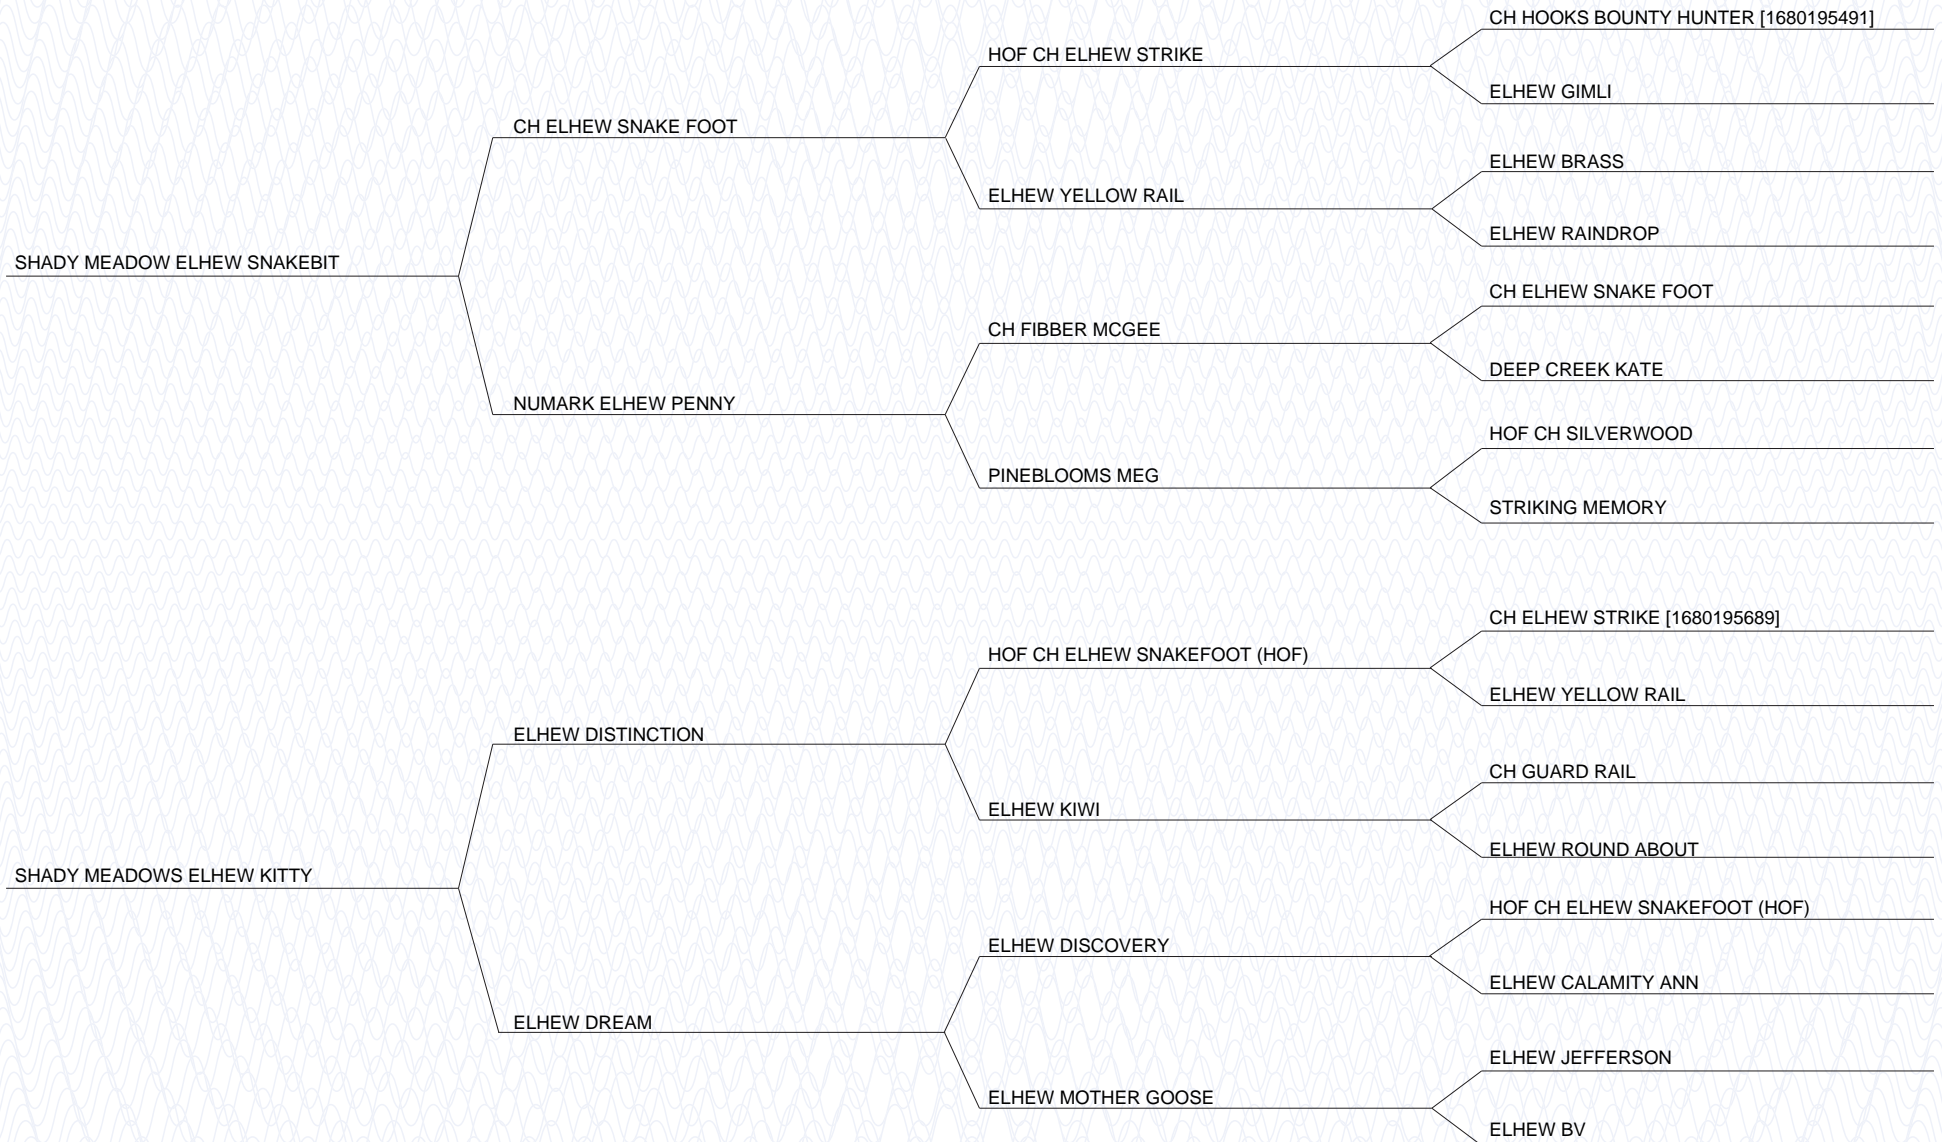 CH HOOKS BOUNTY HUNTER [1680195491]
HOF CH ELHEW STRIKE
ELHEW GIMLI
CH ELHEW SNAKE FOOT
ELHEW BRASS
ELHEW YELLOW RAIL
ELHEW RAINDROP
SHADY MEADOW ELHEW SNAKEBIT
CH ELHEW SNAKE FOOT
CH FIBBER MCGEE
DEEP CREEK KATE
NUMARK ELHEW PENNY
HOF CH SILVERWOOD
PINEBLOOMS MEG
STRIKING MEMORY
CH ELHEW STRIKE [1680195689]
HOF CH ELHEW SNAKEFOOT (HOF)
ELHEW YELLOW RAIL
ELHEW DISTINCTION
CH GUARD RAIL
ELHEW KIWI
ELHEW ROUND ABOUT
SHADY MEADOWS ELHEW KITTY
HOF CH ELHEW SNAKEFOOT (HOF)
ELHEW DISCOVERY
ELHEW CALAMITY ANN
ELHEW DREAM
ELHEW JEFFERSON
ELHEW MOTHER GOOSE
ELHEW BV